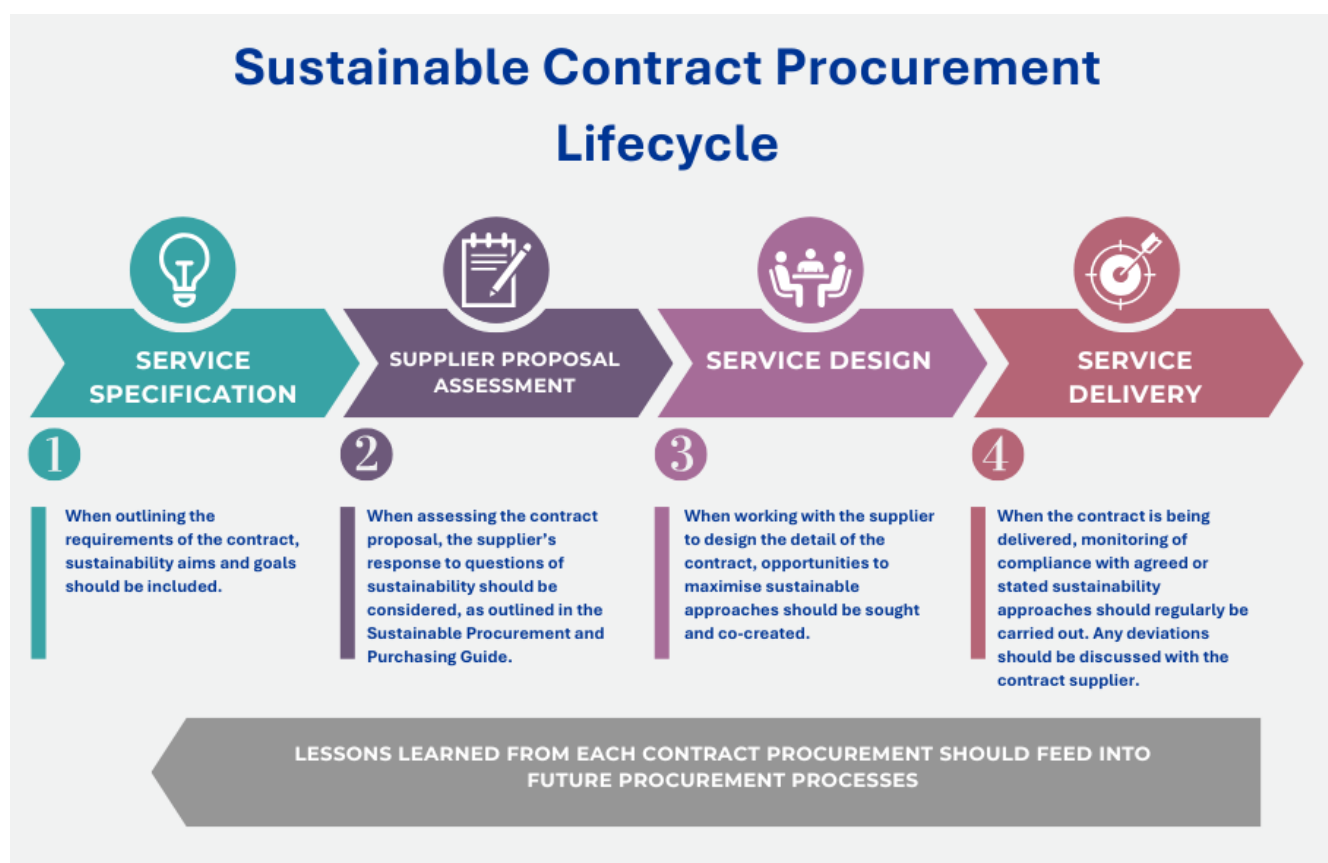 Sustainable Contract Procurement
Lifecycle
SERVICE
SPECIFICATION
SUPPLIER PROPOSAL
ASSESSMENT
SERVICE DESIGN
SERVICE
DELIVERY
1
When outlining the
requirements of the contract,
sustainability aims and goals
should be included.
2
When assessing the contract
proposal, the supplier’s
response to questions of
sustainability should be
considered, as outlined in the
Sustainable Procurement and
Purchasing Guide.
3
When working with the supplier
to design the detail of the
contract, opportunities to
maximise sustainable
approaches should be sought
and co-created.
4
When the contract is being
delivered, monitoring of
compliance with agreed or
stated sustainability
approaches should regularly be
carried out. Any deviations
should be discussed with the
contract supplier.
LESSONS LEARNED FROM EACH CONTRACT PROCUREMENT SHOULD FEED INTO
FUTURE PROCUREMENT PROCESSES